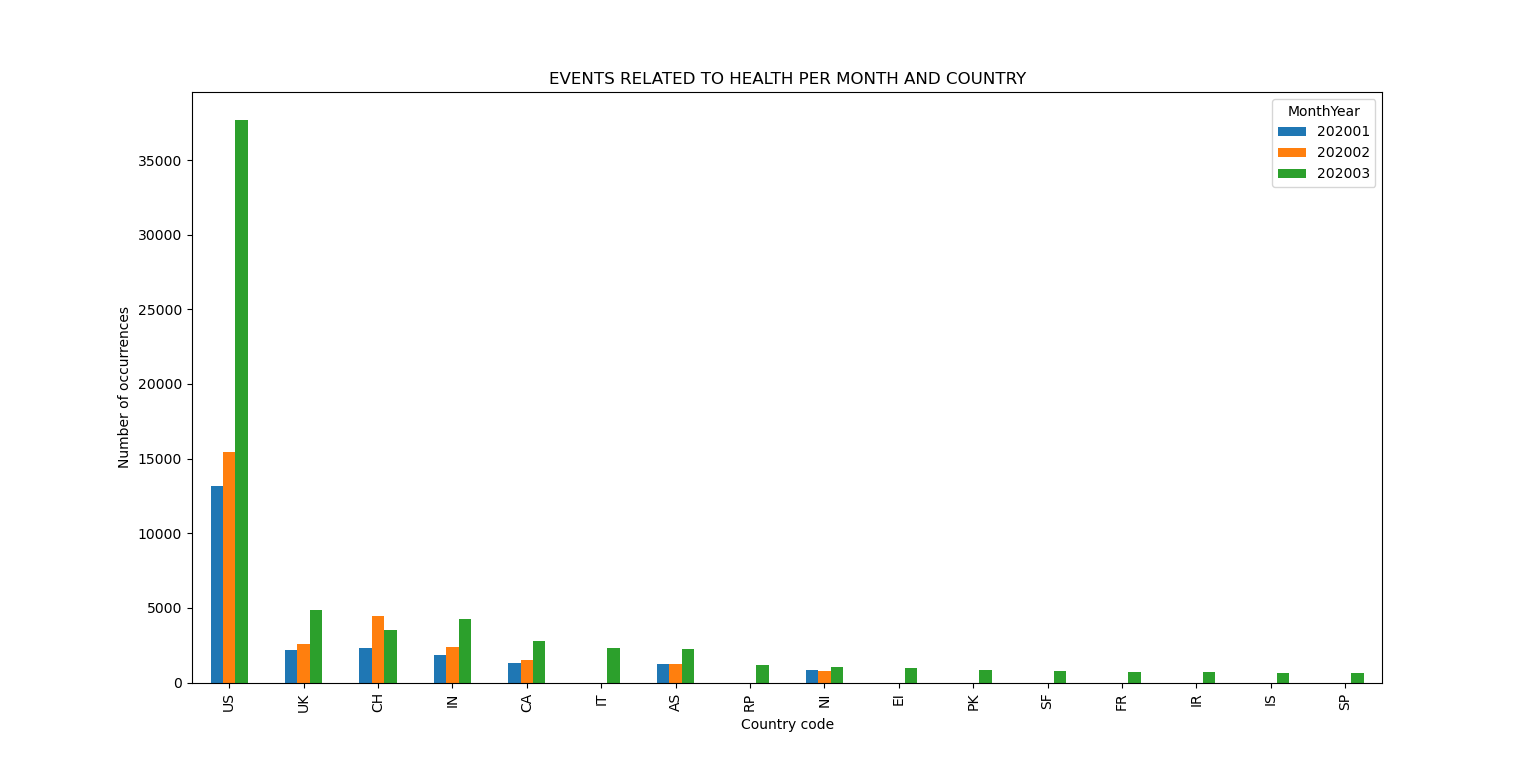 EVENTS RELATED TO HEALTH PER MONTH AND COUNTRY
MonthYear
202001
202002
202003
Number of occurrences
35000
30000
25000
20000
15000
10000
5000
0
US
UK
CH
IN
CA
IT
AS
RP
NI
EI
PK
SF
FR
IR
IS
SP
Country code